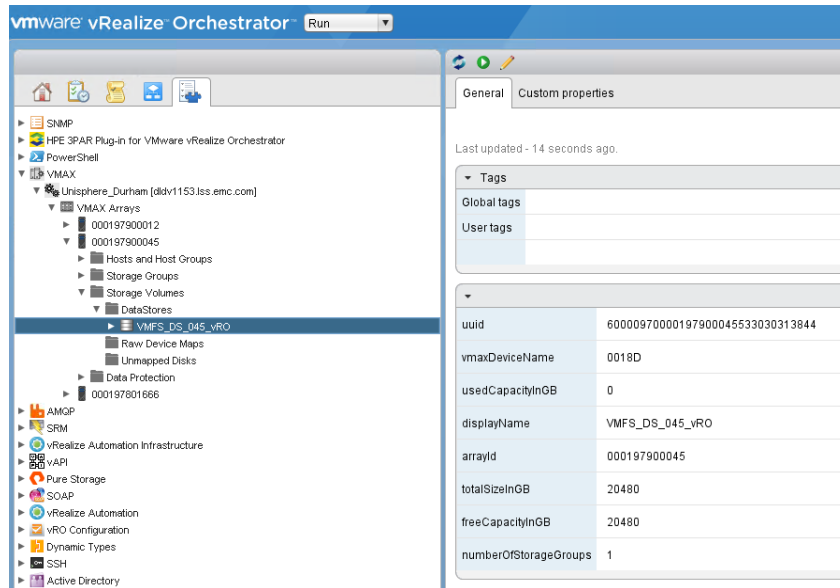 vmware vRealize™ Orchestrator™ Run
SNMP
HPE 3PAR Plug-in for VMware vRealize Orchestrator
PowerShell
VMAX
Unisphere_Durham [dldv1153.lss.emc.com]
VMAX Arrays
000197900012
000197900045
Hosts and Host Groups
Storage Groups
Storage Volumes
DataStores
VMFS_DS_045_vRO
Raw Device Maps
Unmapped Disks
Data Protection
000197801666
AMQP
SRM
vRealize Automation Infrastructure
vAPI
Pure Storage
SOAP
vRealize Automation
vRO Configuration
Dynamic Types
SSH
Active Directory
General Custom properties
Last updated - 14 seconds ago.
Tags
Global tags
User tags
uuid 60000970000197900045533030313844
vmaxDeviceName 0018D
usedCapacityInGB 0
displayName VMFS_DS_045_vRO
arrayId 000197900045
totalSizeInGB 20480
freeCapacityInGB 20480
numberOfStorageGroups 1